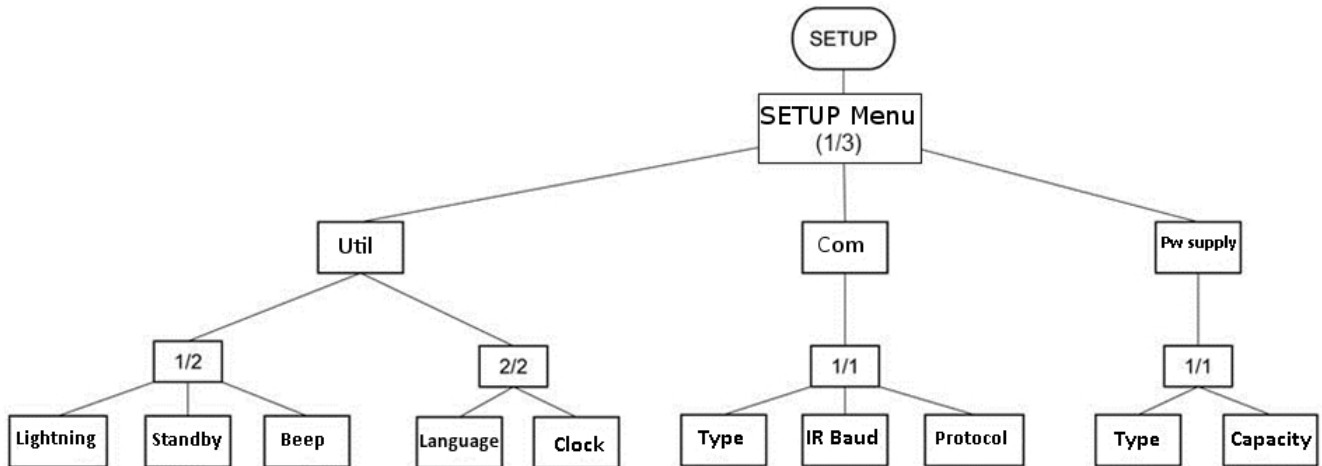 SETUP
SETUP Menu
(1/3)
Util
Com
Pw supply
1/2
2/2
1/1
1/1
Lightning
Standby
Beep
Language
Clock
Type
IR Baud
Protocol
Type
Capacity